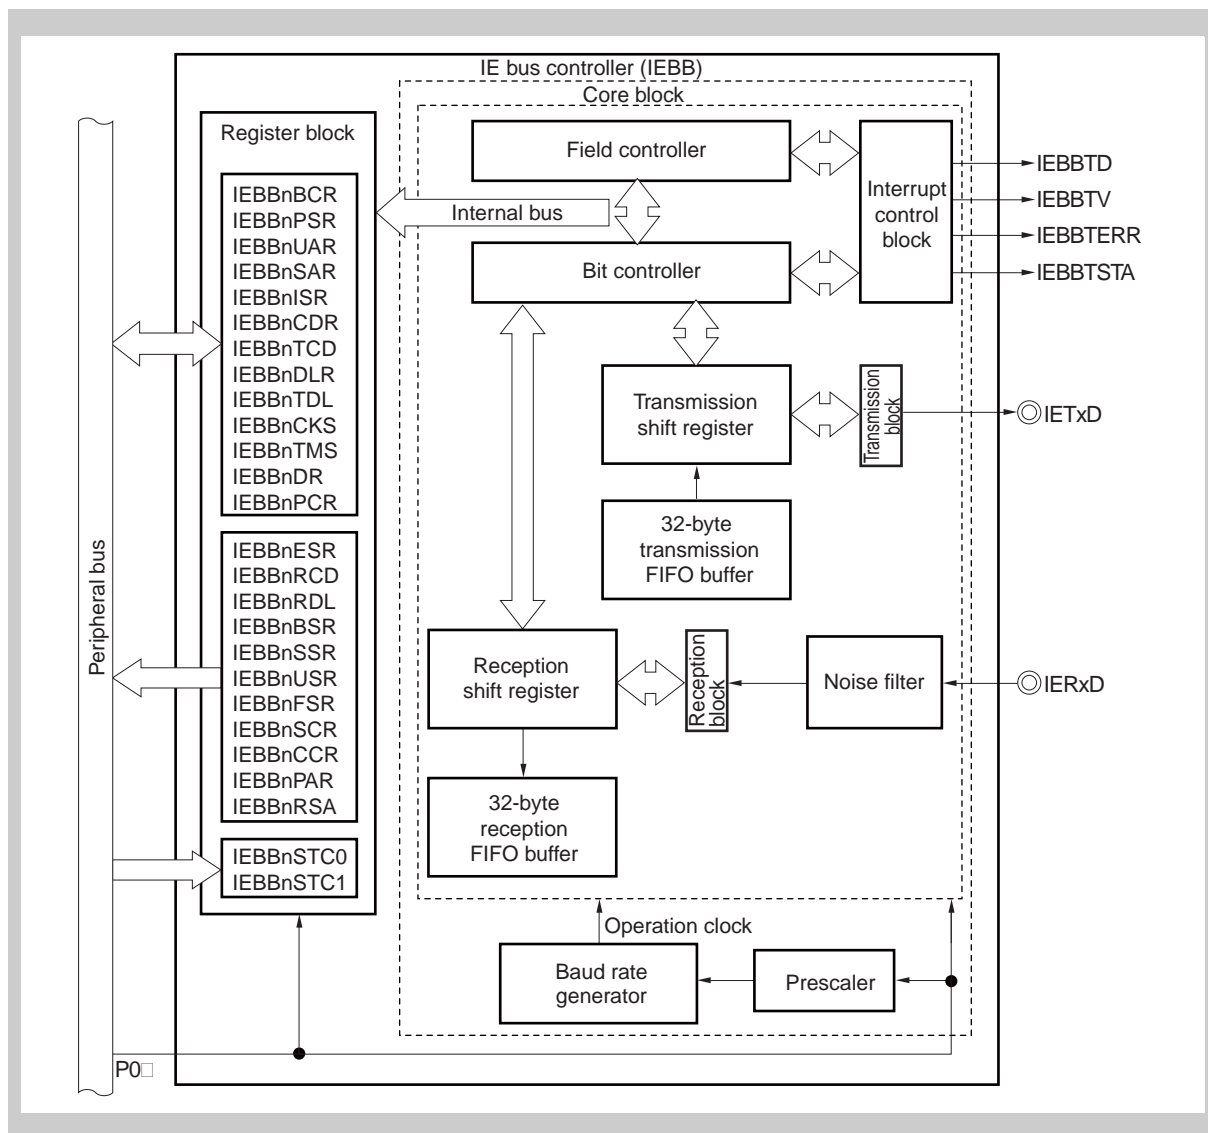 IE bus controller (IEBB)
Core block
Register block
Field controller
Interrupt
control
block
IEBBTD
IEBBTV
IEBBTERR
IEBBTSTA
Internal bus
Bit controller
IEBBnBCR
IEBBnPSR
IEBBnUAR
IEBBnSAR
IEBBnISR
IEBBnCDR
IEBBnTCD
IEBBnDLR
IEBBnTDL
IEBBnCKS
IEBBnTMS
IEBBnDR
IEBBnPCR
Transmission
shift register
Transmission
block
IETxD
32-byte
transmission
FIFO buffer
Peripheral bus
IEBBnESR
IEBBnRCD
IEBBnRDL
IEBBnBSR
IEBBnSSR
IEBBnUSR
IEBBnFSR
IEBBnSCR
IEBBnCCR
IEBBnPAR
IEBBnRSA
Reception
shift register
Reception
block
Noise filter
IERxD
32-byte
reception
FIFO buffer
IEBBnSTC0
IEBBnSTC1
Operation clock
Baud rate
generator
Prescaler
P0□